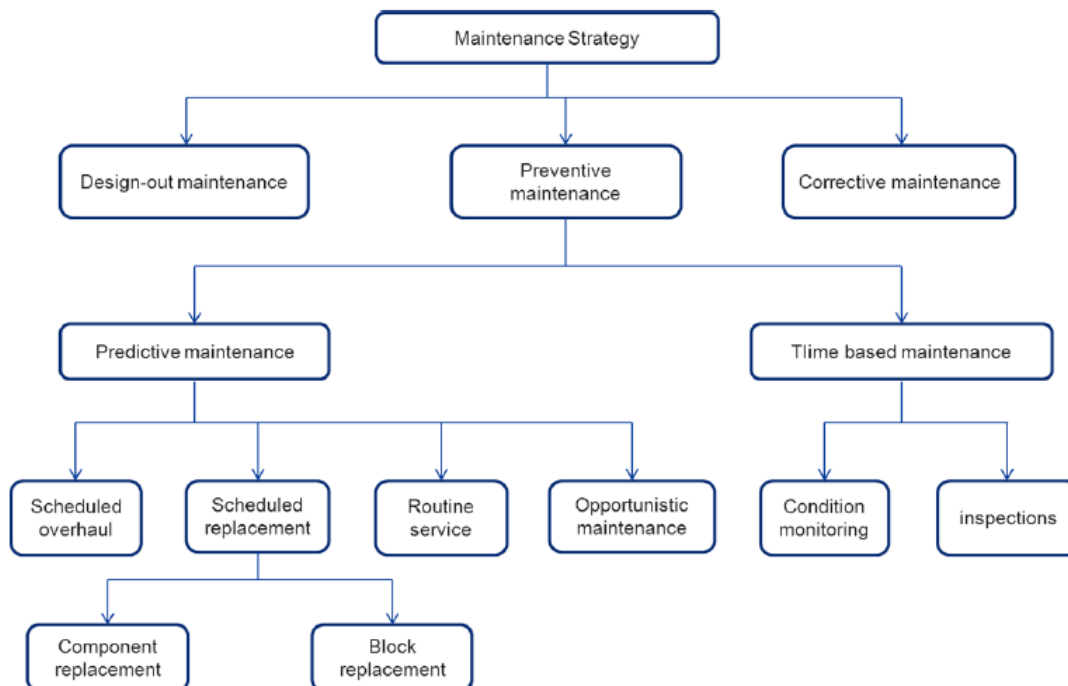 Maintenance Strategy
Design-out maintenance
Preventive
maintenance
Corrective maintenance
Predictive maintenance
Tlime based maintenance
Scheduled
overhaul
Scheduled
replacement
Routine
service
Opportunistic
maintenance
Condition
monitoring
inspections
Component
replacement
Block
replacement